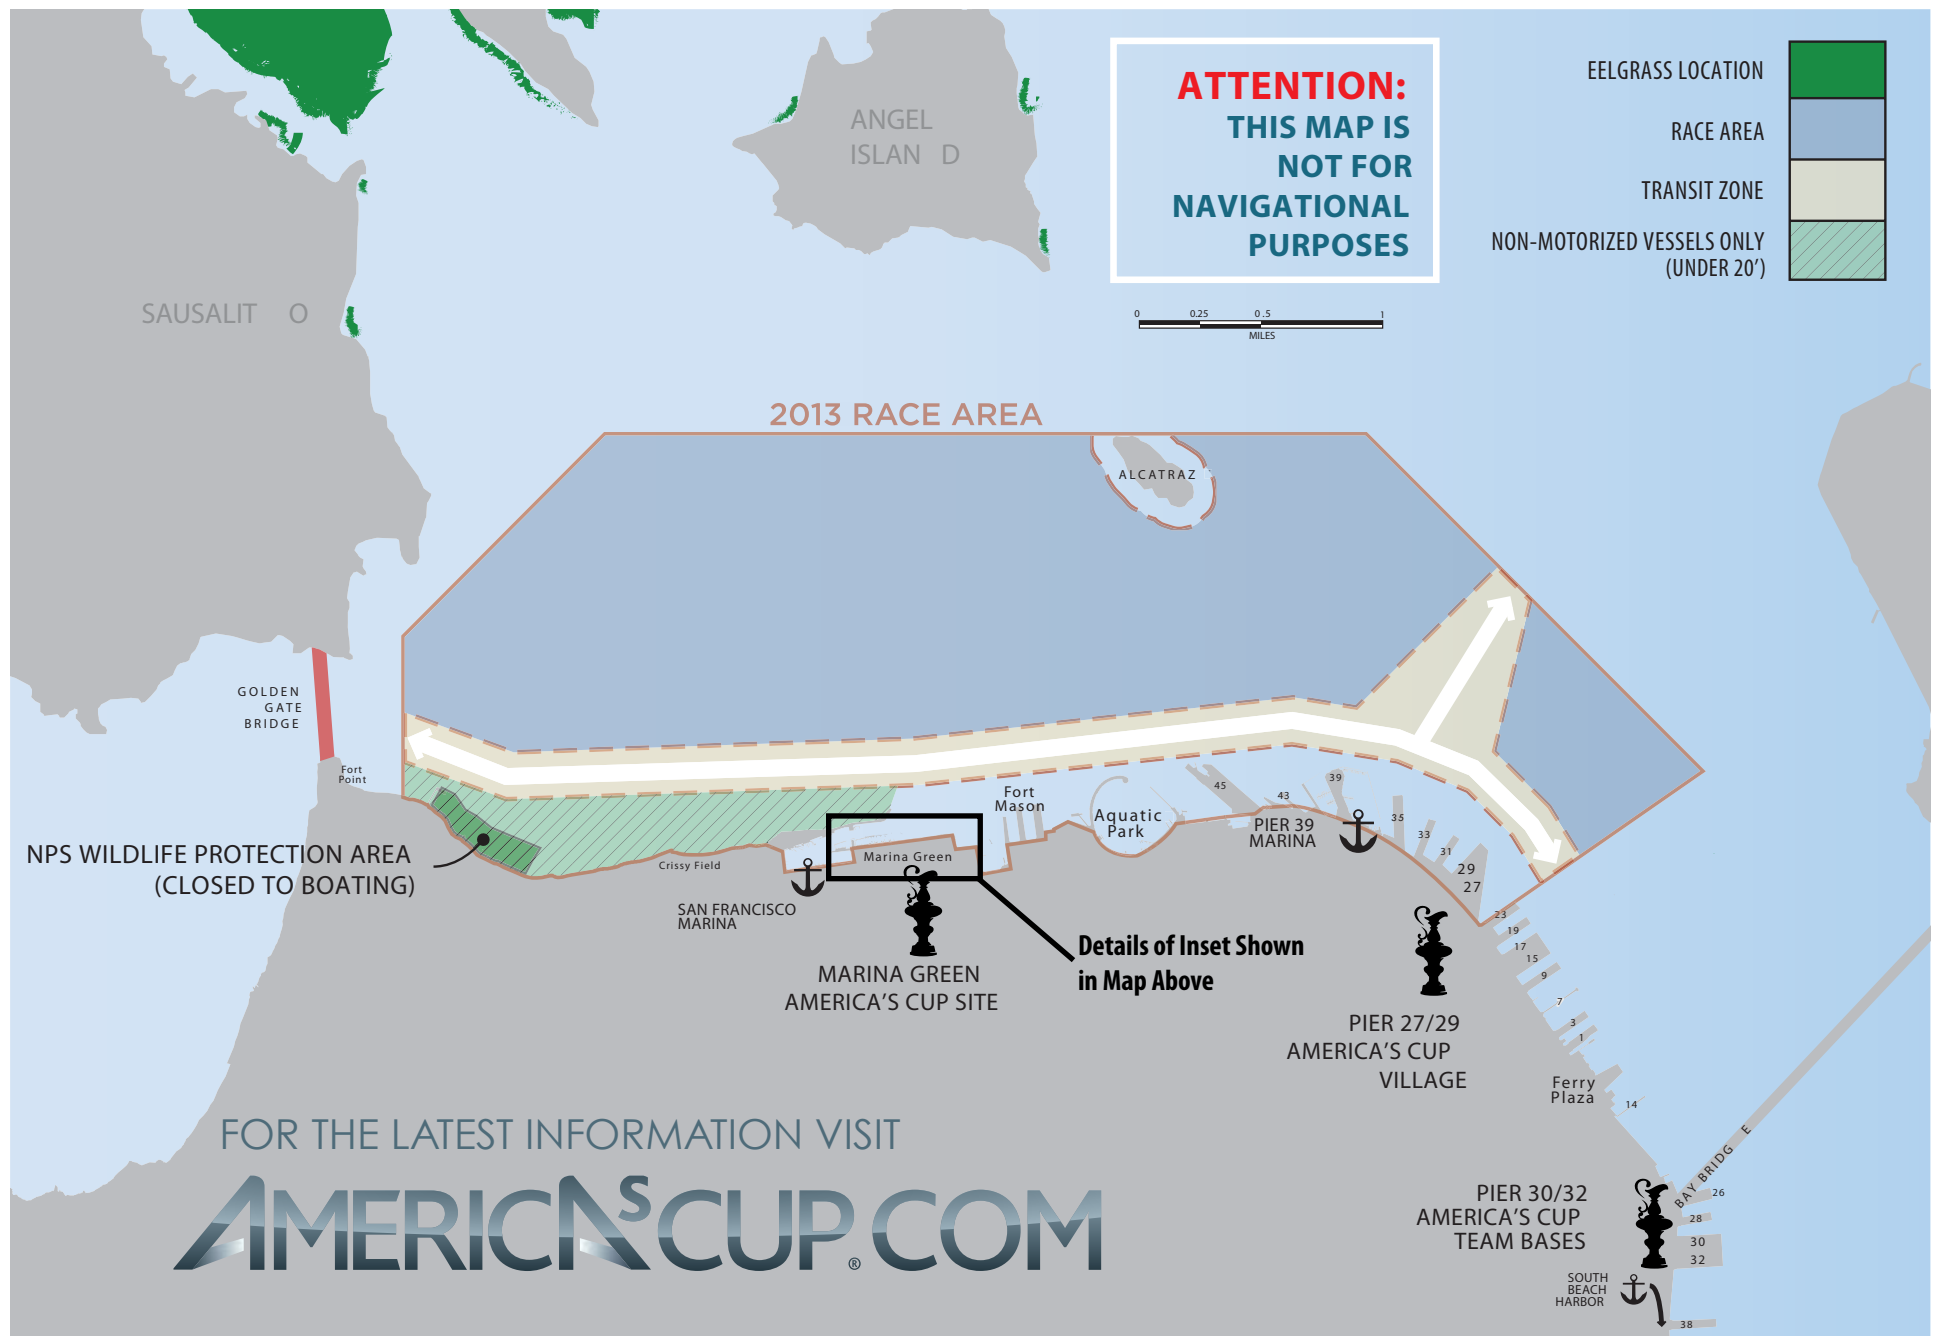 ATTENTION:
THIS MAP IS
NOT FOR
NAVIGATIONAL
PURPOSES
EELGRASS LOCATION
RACE AREA
TRANSIT ZONE
NON-MOTORIZED VESSELS ONLY
(UNDER 20’)
ANGEL
ISLAN D
SAUSALIT O
0 0.25 0.5 1
MILES
2013 RACE AREA
ALCATRAZ
GOLDEN
GATE
BRIDGE
Fort
Point
NPS WILDLIFE PROTECTION AREA
(CLOSED TO BOATING)
Crissy Field
SAN FRANCISCO
MARINA
Marina Green
MARINA GREEN
AMERICA’S CUP SITE
Fort
Mason
Aquatic
Park
45
43
39
PIER 39
MARINA
35
33
31
29
27
23
19
17
15
9
7
3
1
Details of Inset Shown
in Map Above
PIER 27/29
AMERICA’S CUP
VILLAGE
Ferry
Plaza
14
BAY BRIDG E
26
28
30
32
PIER 30/32
AMERICA’S CUP
TEAM BASES
SOUTH
BEACH
HARBOR
38
FOR THE LATEST INFORMATION VISIT
AMERICASCUP®.COM